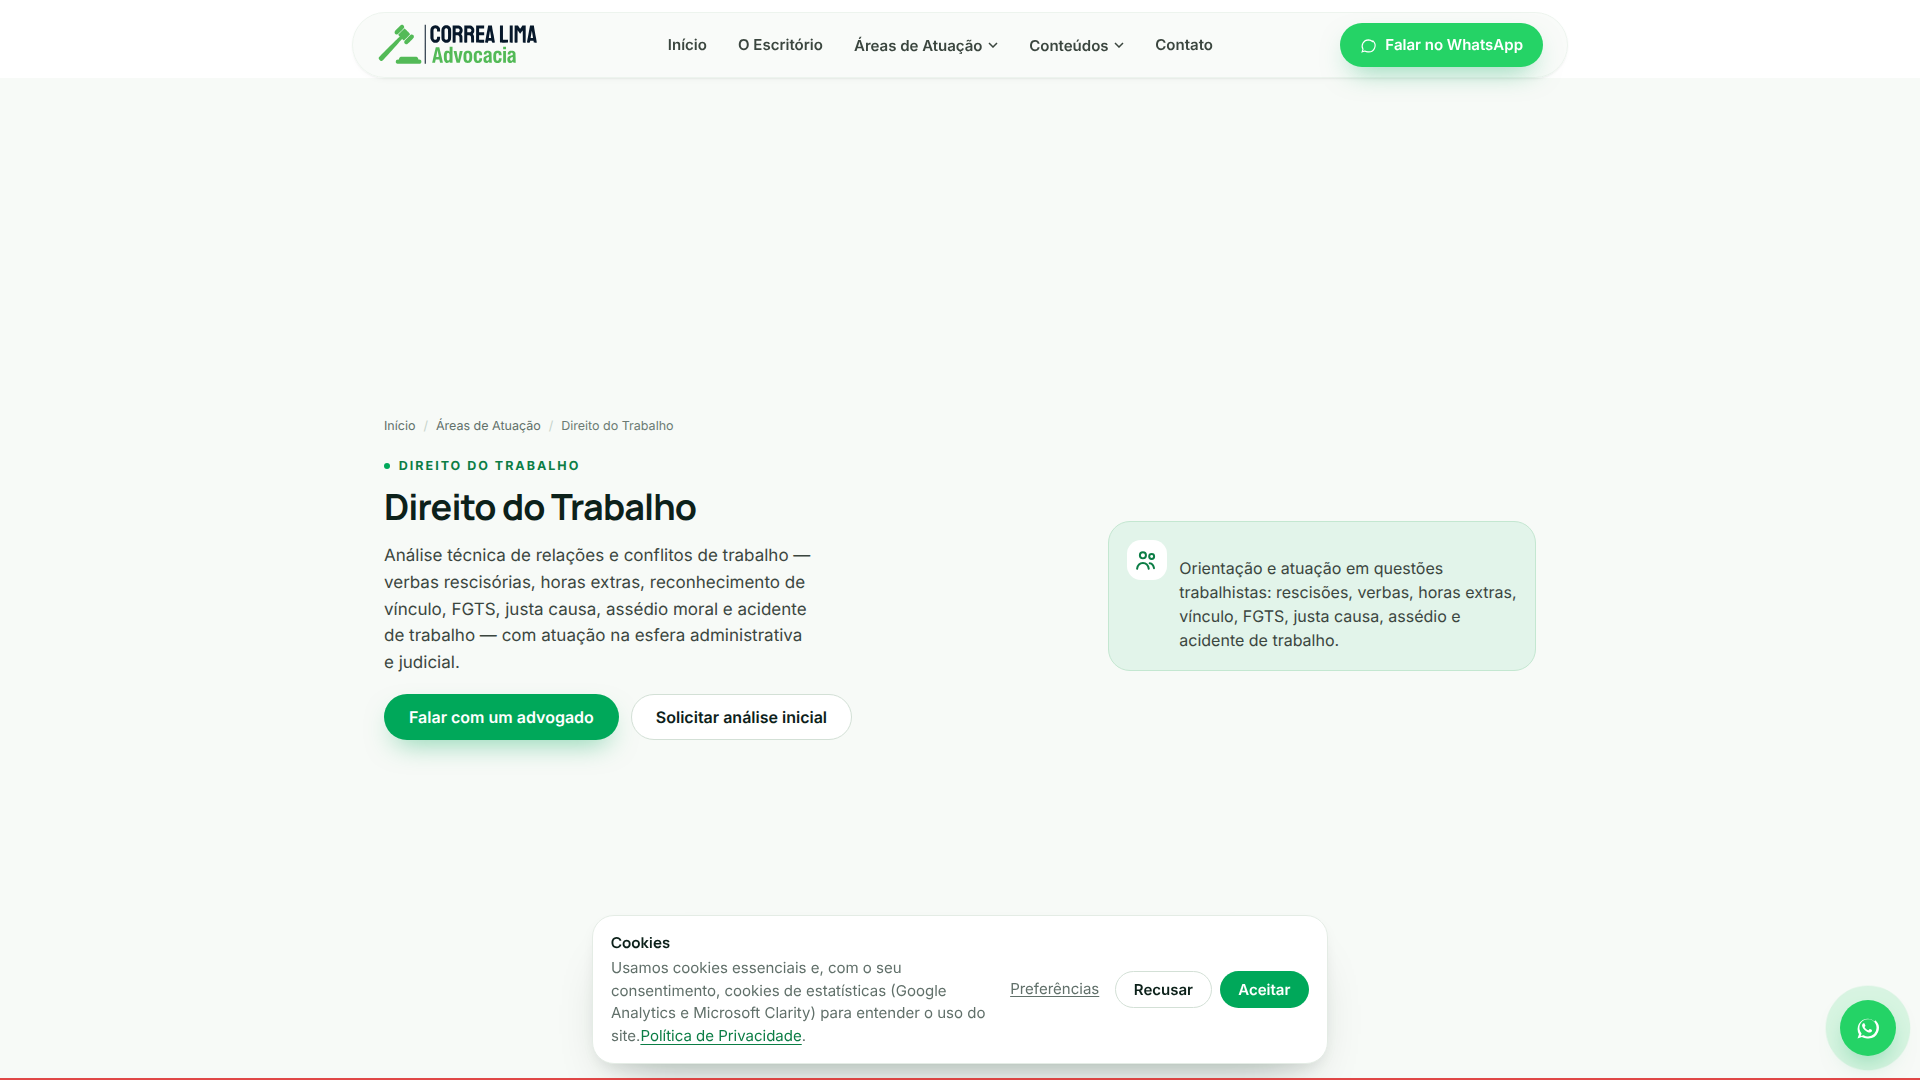 CORREA LIMA
Advocacia
Início
O Escritório
Áreas de Atuação
Conteúdos
Contato
Falar no WhatsApp
Início / Áreas de Atuação / Direito do Trabalho
DIREITO DO TRABALHO
Direito do Trabalho
Análise técnica de relações e conflitos de trabalho —
verbas rescisórias, horas extras, reconhecimento de
vínculo, FGTS, justa causa, assédio moral e acidente
de trabalho — com atuação na esfera administrativa
e judicial.
Falar com um advogado
Solicitar análise inicial
Orientação e atuação em questões
trabalhistas: rescisões, verbas, horas extras,
vínculo, FGTS, justa causa, assédio e
acidente de trabalho.
Cookies
Usamos cookies essenciais e, com o seu
consentimento, cookies de estatísticas (Google
Analytics e Microsoft Clarity) para entender o uso do
site.Política de Privacidade.
Preferências
Recusar
Aceitar